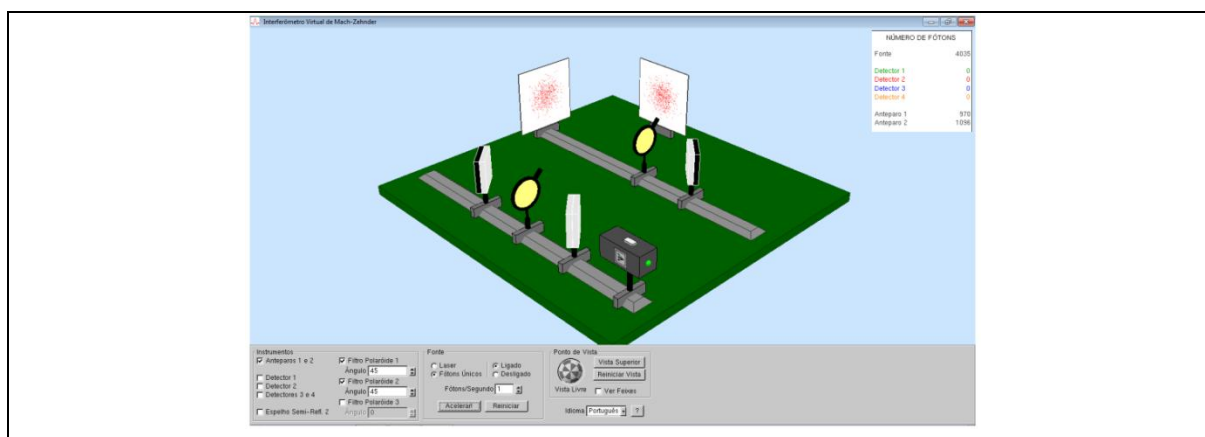 Interferômetro Virtual de Mach-Zehnder
NÚMERO DE FÓTONS
Fonte 4035
Detector 1 0
Detector 2 0
Detector 3 0
Detector 4 0
Anteparo 1 970
Anteparo 2 1096
Instrumentos
Anteparos 1 e 2
Detector 1
Detector 2
Detectores 3 e 4
Espelho Semi-Refl. 2
Filtro Polaróide 1
Ângulo 45
Filtro Polaróide 2
Ângulo 45
Filtro Polaróide 3
Ângulo 0
Fonte
Laser
Fótons Únicos
Ligado
Desligado
Fótons/Segundo 1
Acelerar!
Reiniciar
Ponto de Vista
Vista Livre
Vista Superior
Reiniciar Vista
Ver Feixes
Idioma Português ?